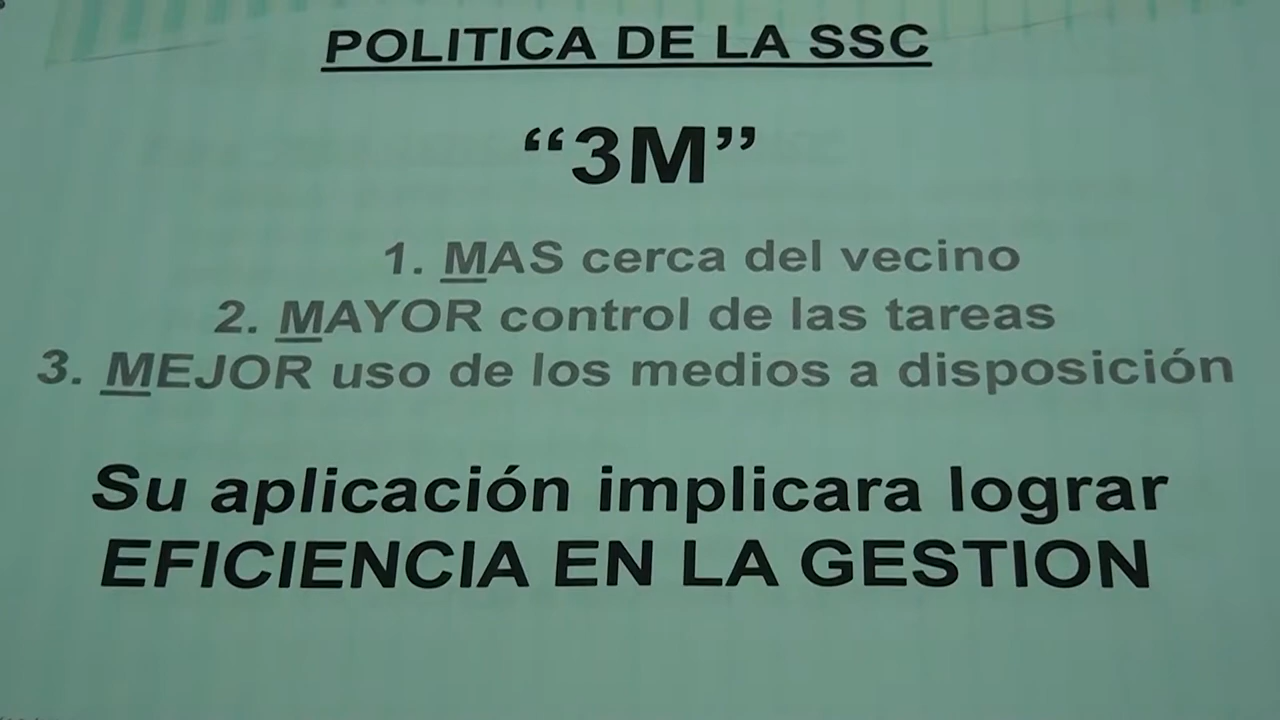 POLITICA DE LA SSC
“3M”
1. MAS cerca del vecino
2. MAYOR control de las tareas
3. MEJOR uso de los medios a disposición
Su aplicación implicara lograr
EFICIENCIA EN LA GESTION